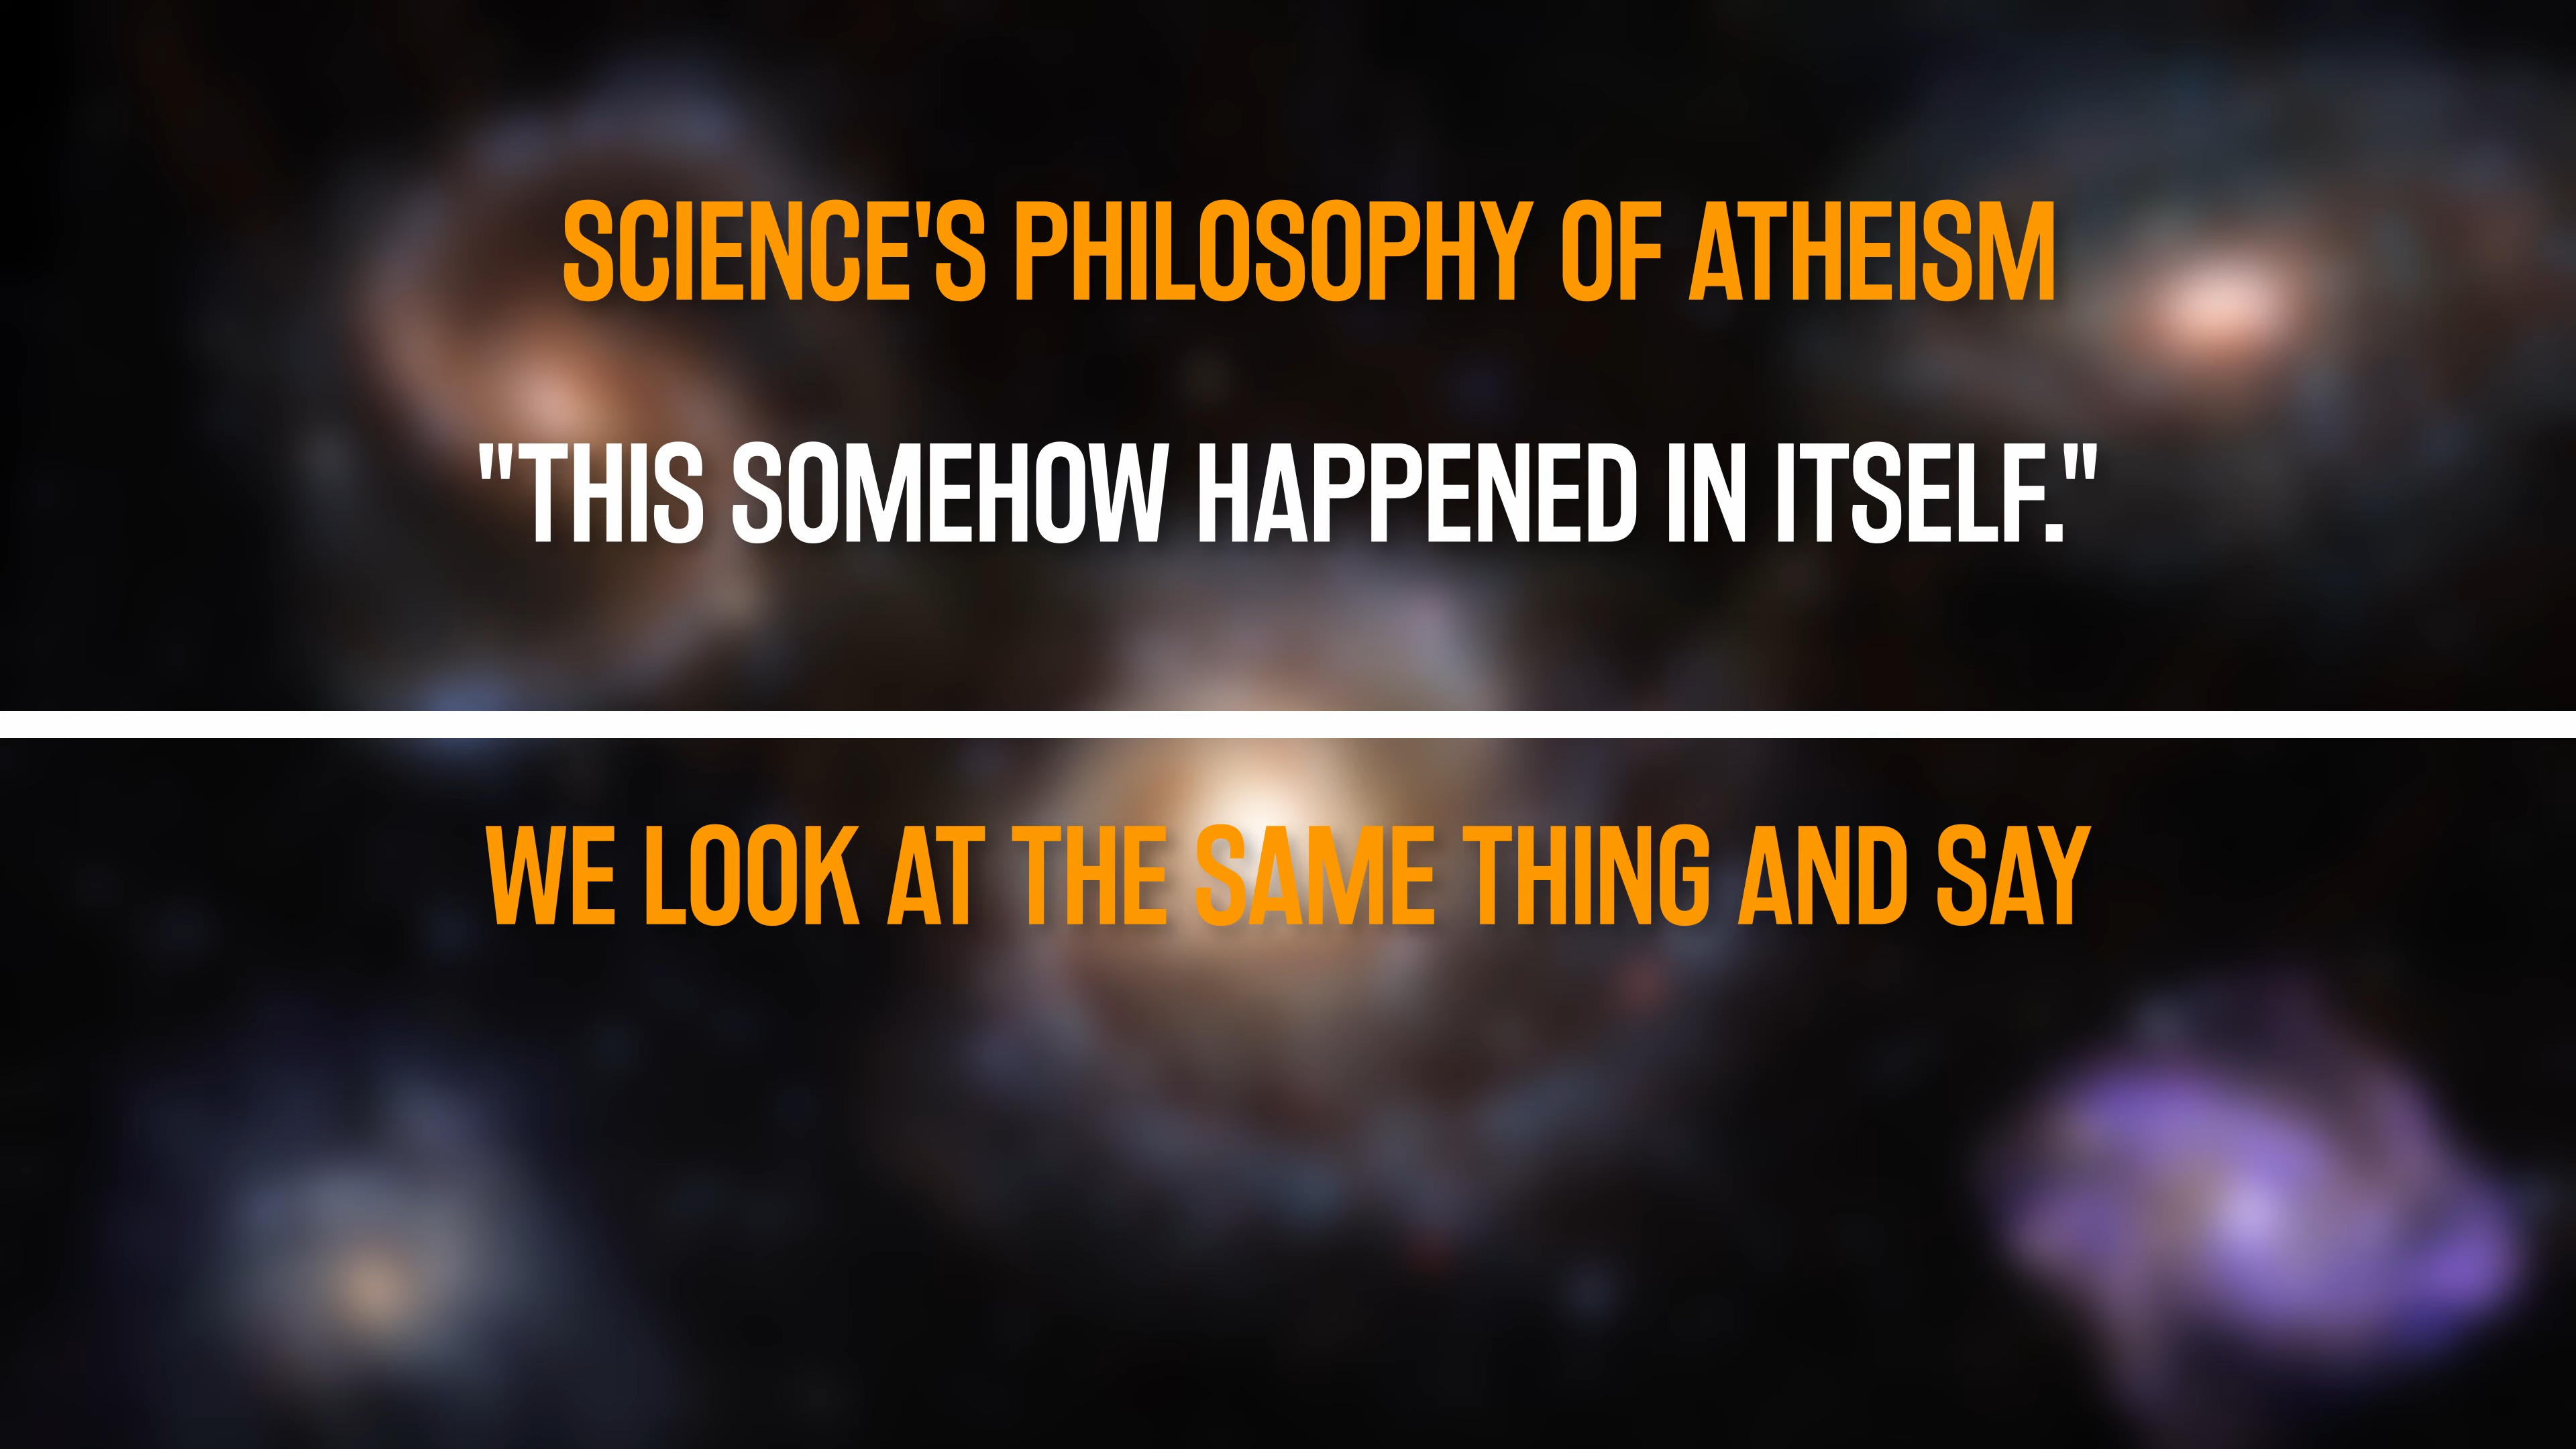 SCIENCE'S PHILOSOPHY OF ATHEISM
"THIS SOMEHOW HAPPENED IN ITSELF."
WE LOOK AT THE SAME THING AND SAY